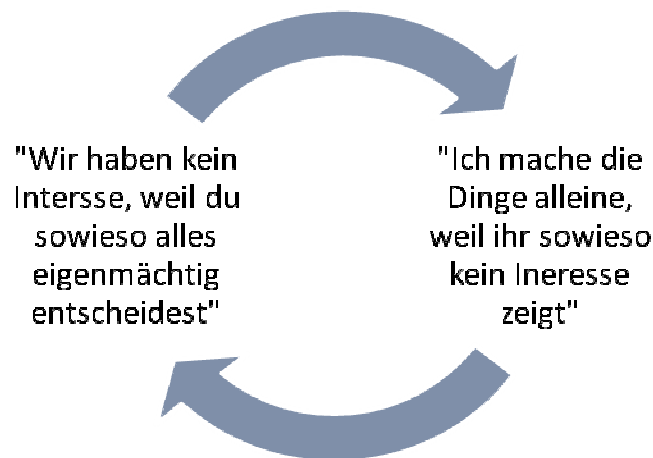 "Wir haben kein
Intersse, weil du
sowieso alles
eigenmächtig
entscheidest"
"Ich mache die
Dinge alleine,
weil ihr sowieso
kein Ineresse
zeigt"